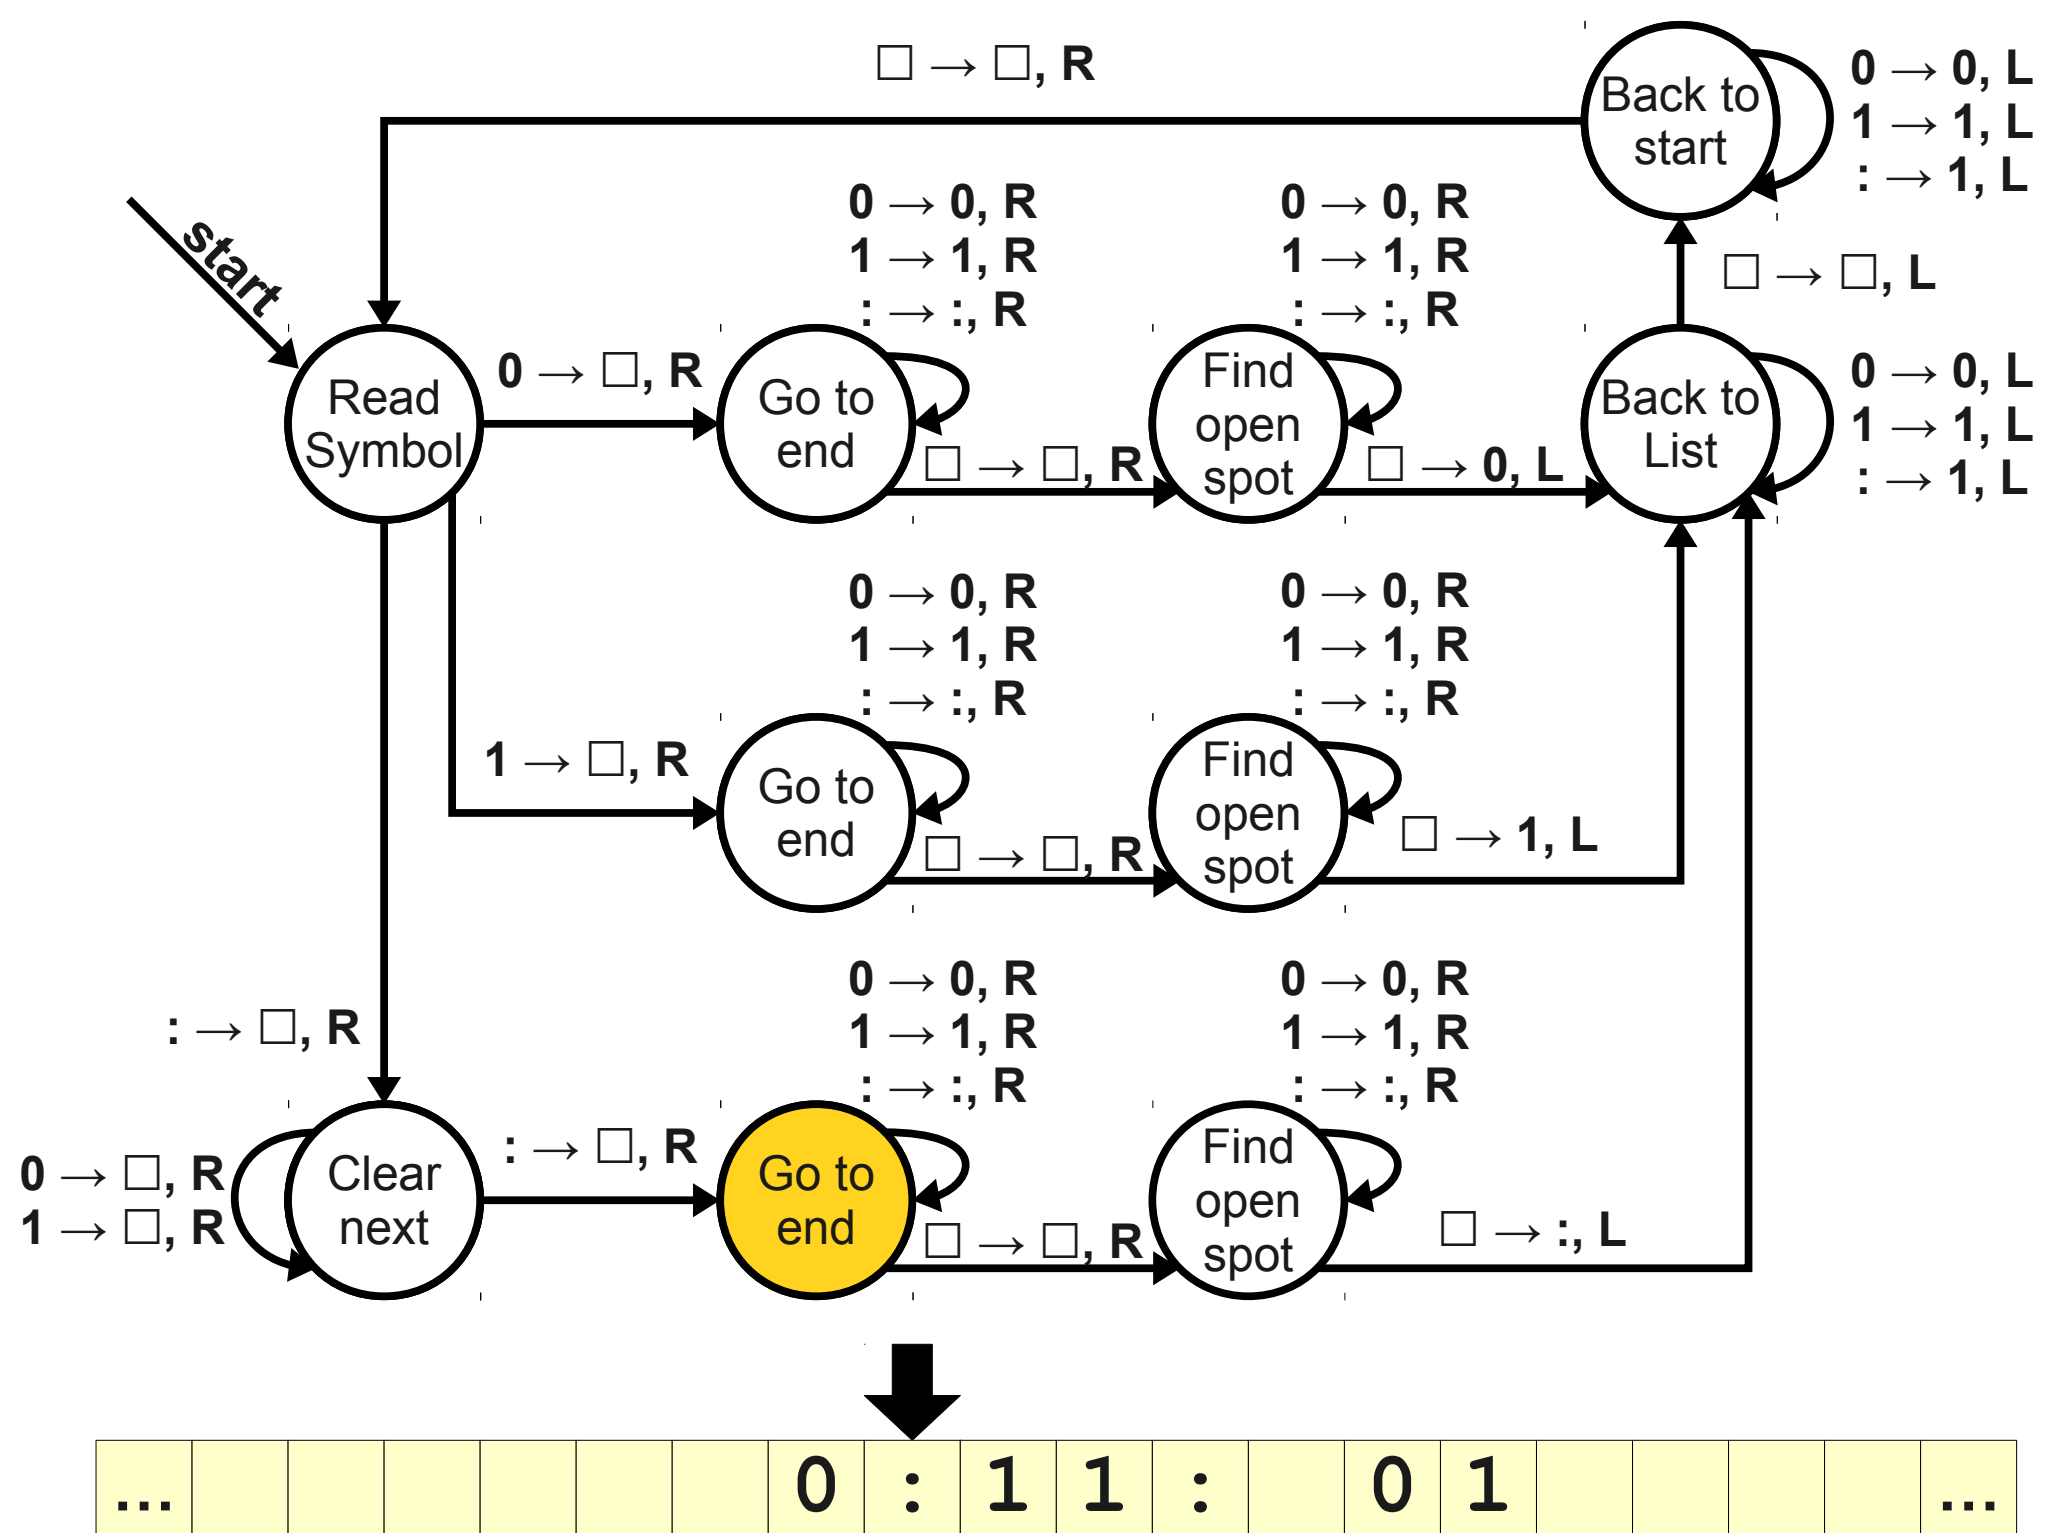 □ → □, R
Back to
start
0 → 0, L
1 → 1, L
: → 1, L
start
0 → 0, R
1 → 1, R
: → :, R
0 → 0, R
1 → 1, R
: → :, R
□ → □, L
Read
Symbol
0 → □, R
Go to
end
□ → □, R
Find
open
spot
□ → 0, L
Back to
List
0 → 0, L
1 → 1, L
: → 1, L
0 → 0, R
1 → 1, R
: → :, R
0 → 0, R
1 → 1, R
: → :, R
1 → □, R
Go to
end
□ → □, R
Find
open
spot
□ → 1, L
0 → 0, R
1 → 1, R
: → :, R
0 → 0, R
1 → 1, R
: → :, R
: → □, R
0 → □, R
1 → □, R
Clear
next
: → □, R
Go to
end
□ → □, R
Find
open
spot
□ → :, L
... 0 : 1 1 : 0 1 ...